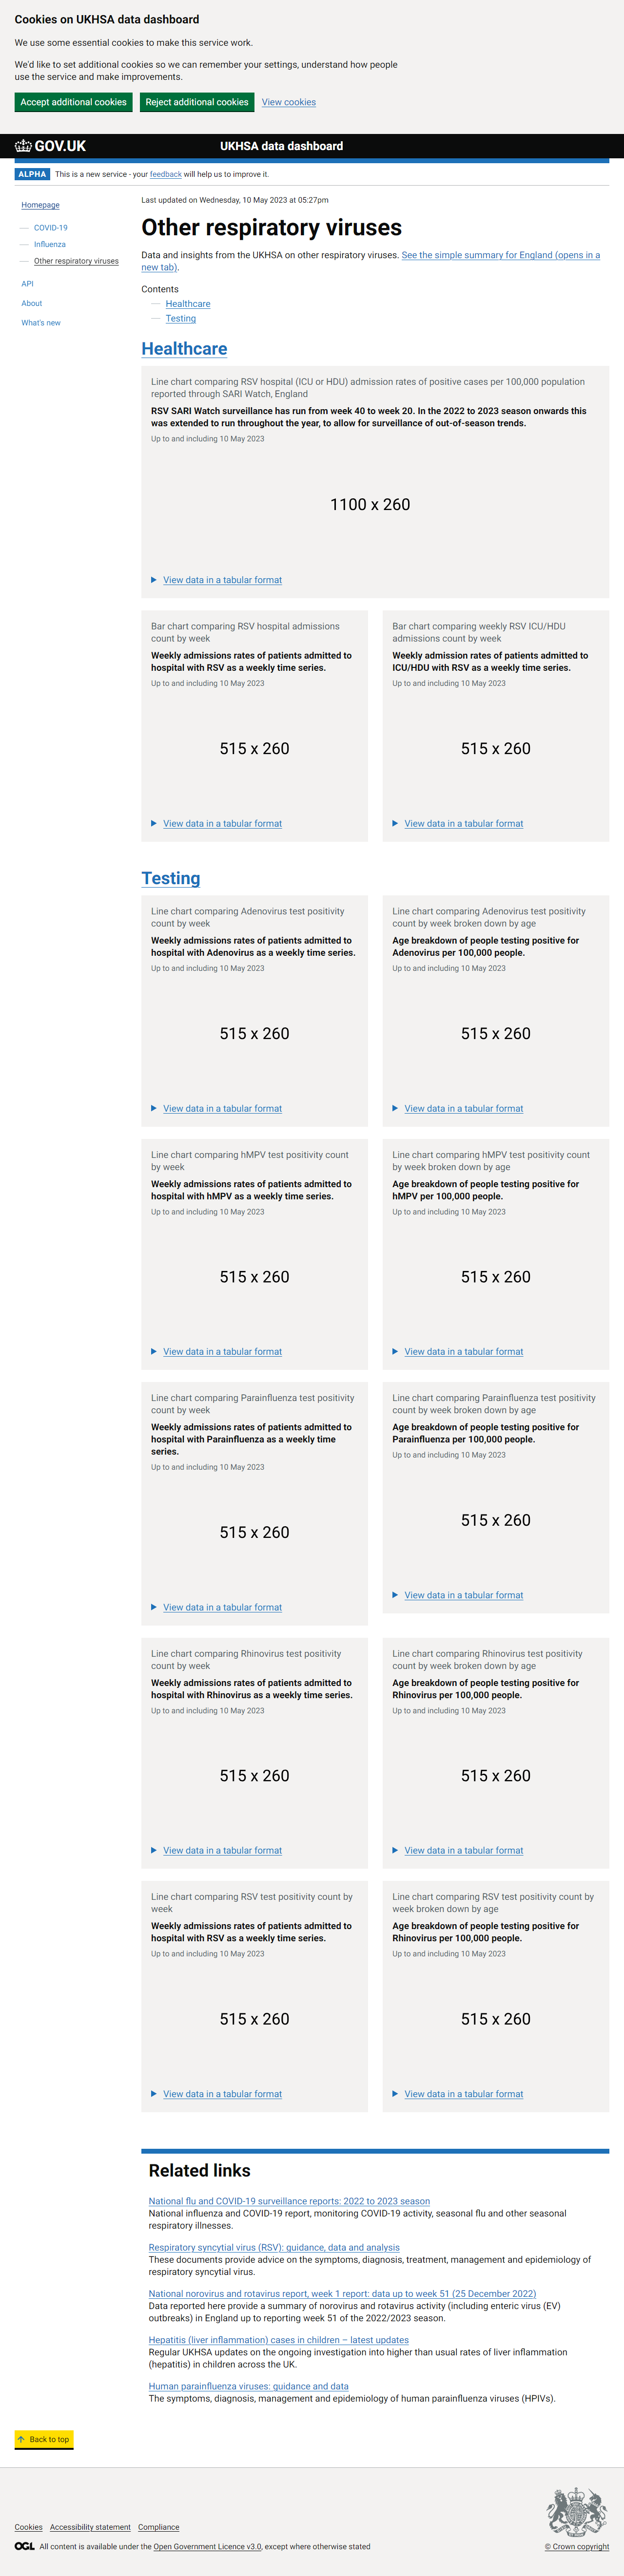 Cookies on UKHSA data dashboard
We use some essential cookies to make this service work.
We'd like to set additional cookies so we can remember your settings, understand how people
use the service and make improvements.
Accept additional cookies Reject additional cookies View cookies
GOV.UK UKHSA data dashboard
ALPHA This is a new service - your feedback will help us to improve it.
Homepage
COVID-19
Influenza
Other respiratory viruses
API
About
What's new
Last updated on Wednesday, 10 May 2023 at 05:27pm
Other respiratory viruses
Data and insights from the UKHSA on other respiratory viruses. See the simple summary for England (opens in a
new tab).
Contents
Healthcare
Testing
Healthcare
Line chart comparing RSV hospital (ICU or HDU) admission rates of positive cases per 100,000 population
reported through SARI Watch, England
RSV SARI Watch surveillance has run from week 40 to week 20. In the 2022 to 2023 season onwards this
was extended to run throughout the year, to allow for surveillance of out-of-season trends.
Up to and including 10 May 2023
1100 x 260
View data in a tabular format
Bar chart comparing RSV hospital admissions
count by week
Weekly admissions rates of patients admitted to
hospital with RSV as a weekly time series.
Up to and including 10 May 2023
515 x 260
View data in a tabular format
Bar chart comparing weekly RSV ICU/HDU
admissions count by week
Weekly admission rates of patients admitted to
ICU/HDU with RSV as a weekly time series.
Up to and including 10 May 2023
515 x 260
View data in a tabular format
Testing
Line chart comparing Adenovirus test positivity
count by week
Weekly admissions rates of patients admitted to
hospital with Adenovirus as a weekly time series.
Up to and including 10 May 2023
515 x 260
View data in a tabular format
Line chart comparing Adenovirus test positivity
count by week broken down by age
Age breakdown of people testing positive for
Adenovirus per 100,000 people.
Up to and including 10 May 2023
515 x 260
View data in a tabular format
Line chart comparing hMPV test positivity count
by week
Weekly admissions rates of patients admitted to
hospital with hMPV as a weekly time series.
Up to and including 10 May 2023
515 x 260
View data in a tabular format
Line chart comparing hMPV test positivity count
by week broken down by age
Age breakdown of people testing positive for
hMPV per 100,000 people.
Up to and including 10 May 2023
515 x 260
View data in a tabular format
Line chart comparing Parainfluenza test positivity
count by week
Weekly admissions rates of patients admitted to
hospital with Parainfluenza as a weekly time
series.
Up to and including 10 May 2023
515 x 260
View data in a tabular format
Line chart comparing Parainfluenza test positivity
count by week broken down by age
Age breakdown of people testing positive for
Parainfluenza per 100,000 people.
Up to and including 10 May 2023
515 x 260
View data in a tabular format
Line chart comparing Rhinovirus test positivity
count by week
Weekly admissions rates of patients admitted to
hospital with Rhinovirus as a weekly time series.
Up to and including 10 May 2023
515 x 260
View data in a tabular format
Line chart comparing Rhinovirus test positivity
count by week broken down by age
Age breakdown of people testing positive for
Rhinovirus per 100,000 people.
Up to and including 10 May 2023
515 x 260
View data in a tabular format
Line chart comparing RSV test positivity count by
week
Weekly admissions rates of patients admitted to
hospital with RSV as a weekly time series.
Up to and including 10 May 2023
515 x 260
View data in a tabular format
Line chart comparing RSV test positivity count by
week broken down by age
Age breakdown of people testing positive for
Rhinovirus per 100,000 people.
Up to and including 10 May 2023
515 x 260
View data in a tabular format
Related links
National flu and COVID-19 surveillance reports: 2022 to 2023 season
National influenza and COVID-19 report, monitoring COVID-19 activity, seasonal flu and other seasonal
respiratory illnesses.
Respiratory syncytial virus (RSV): guidance, data and analysis
These documents provide advice on the symptoms, diagnosis, treatment, management and epidemiology of
respiratory syncytial virus.
National norovirus and rotavirus report, week 1 report: data up to week 51 (25 December 2022)
Data reported here provide a summary of norovirus and rotavirus activity (including enteric virus (EV)
outbreaks) in England up to reporting week 51 of the 2022/2023 season.
Hepatitis (liver inflammation) cases in children – latest updates
Regular UKHSA updates on the ongoing investigation into higher than usual rates of liver inflammation
(hepatitis) in children across the UK.
Human parainfluenza viruses: guidance and data
The symptoms, diagnosis, management and epidemiology of human parainfluenza viruses (HPIVs).
Back to top
Cookies Accessibility statement Compliance
OGL All content is available under the Open Government Licence v3.0, except where otherwise stated
© Crown copyright